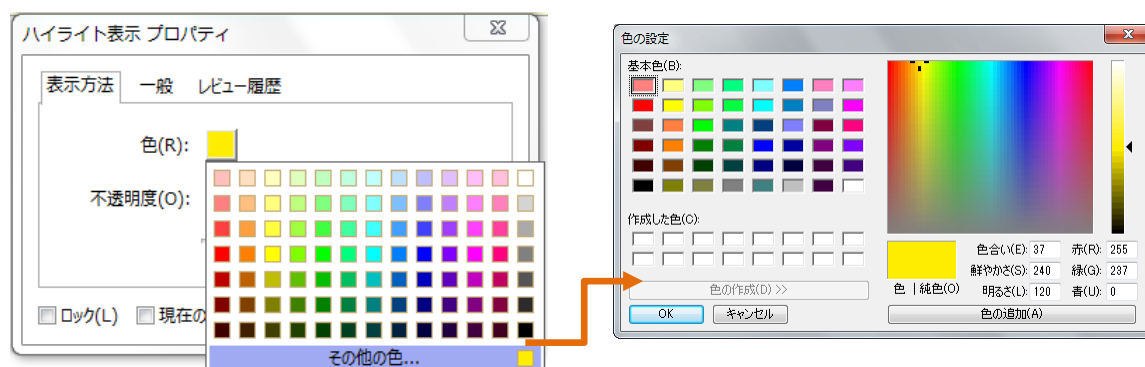 ハイライト表示 プロパティ
表示方法 一般 レビュー履歴
色(R):
不透明度(O):
ロック(L) 現在の
その他の色...
色の設定
基本色(B):
作成した色(C):
色の作成(D) >>
OK キャンセル
色 | 純色(O)
色合い(E): 37 赤(R): 255
鮮やかさ(S): 240 緑(G): 237
明るさ(L): 120 青(U): 0
色の追加(A)